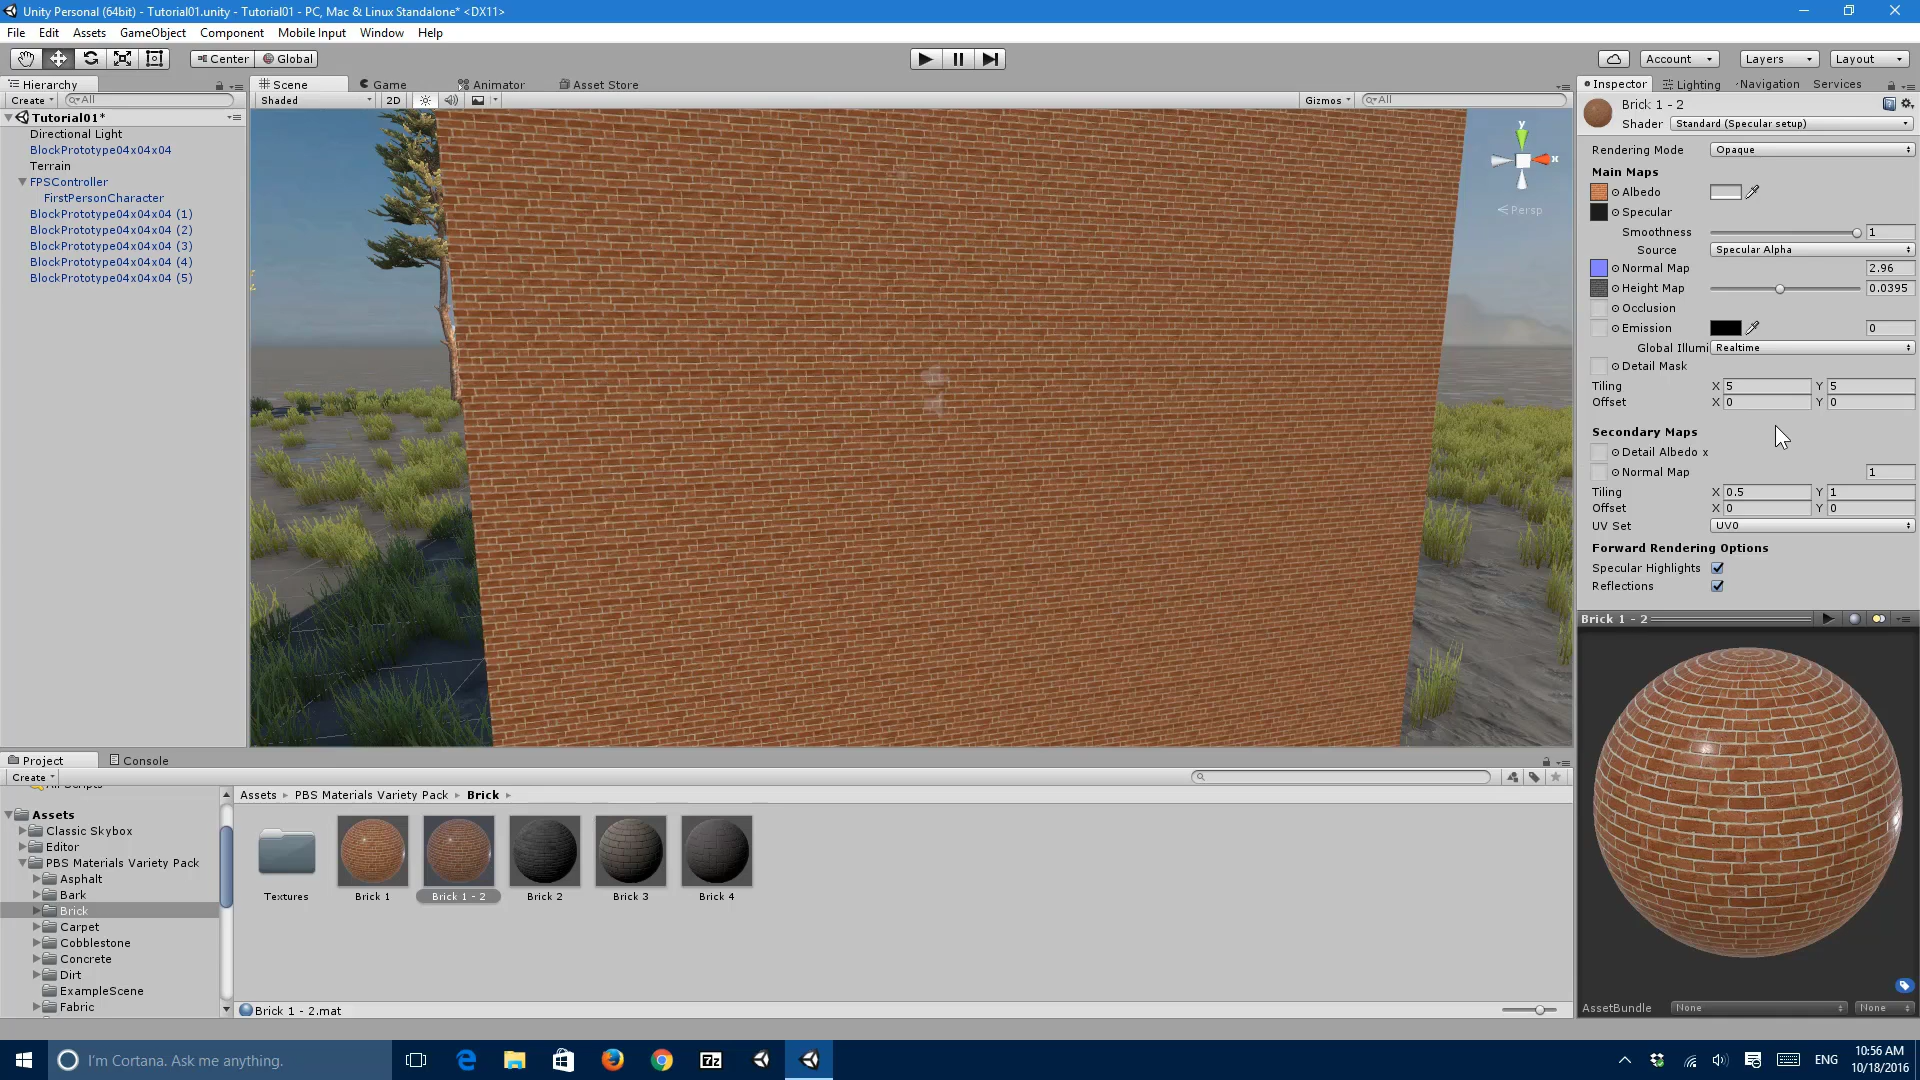 Unity Personal (64bit) - Tutorial01.unity - Tutorial01 - PC, Mac & Linux Standalone* <DX11>
File Edit Assets GameObject Component Mobile Input Window Help
Center Global Account Layers Layout
Hierarchy
Create All
Tutorial01*
Directional Light
BlockPrototype04x04x04
Terrain
FPSController
FirstPersonCharacter
BlockPrototype04x04x04 (1)
BlockPrototype04x04x04 (2)
BlockPrototype04x04x04 (3)
BlockPrototype04x04x04 (4)
BlockPrototype04x04x04 (5)
Scene Game Animator Asset Store
Shaded 2D Gizmos All
y
x
Persp
Inspector Lighting Navigation Services
Brick 1 - 2
Shader Standard (Specular setup)
Rendering Mode Opaque
Main Maps
Albedo
Specular
Smoothness 1
Source Specular Alpha
Normal Map 2.96
Height Map 0.0395
Occlusion
Emission 0
Global Illumi Realtime
Detail Mask
Tiling X 5 Y 5
Offset X 0 Y 0
Secondary Maps
Detail Albedo x
Normal Map 1
Tiling X 0.5 Y 1
Offset X 0 Y 0
UV Set UV0
Forward Rendering Options
Specular Highlights
Reflections
Brick 1 - 2
AssetBundle None None
Project Console
Create
Assets
Classic Skybox
Editor
PBS Materials Variety Pack
Asphalt
Bark
Brick
Carpet
Cobblestone
Concrete
Dirt
ExampleScene
Fabric
Assets PBS Materials Variety Pack Brick
Textures Brick 1 Brick 1 - 2 Brick 2 Brick 3 Brick 4
Brick 1 - 2.mat
I'm Cortana. Ask me anything.
7z
ENG
10:56 AM
10/18/2016